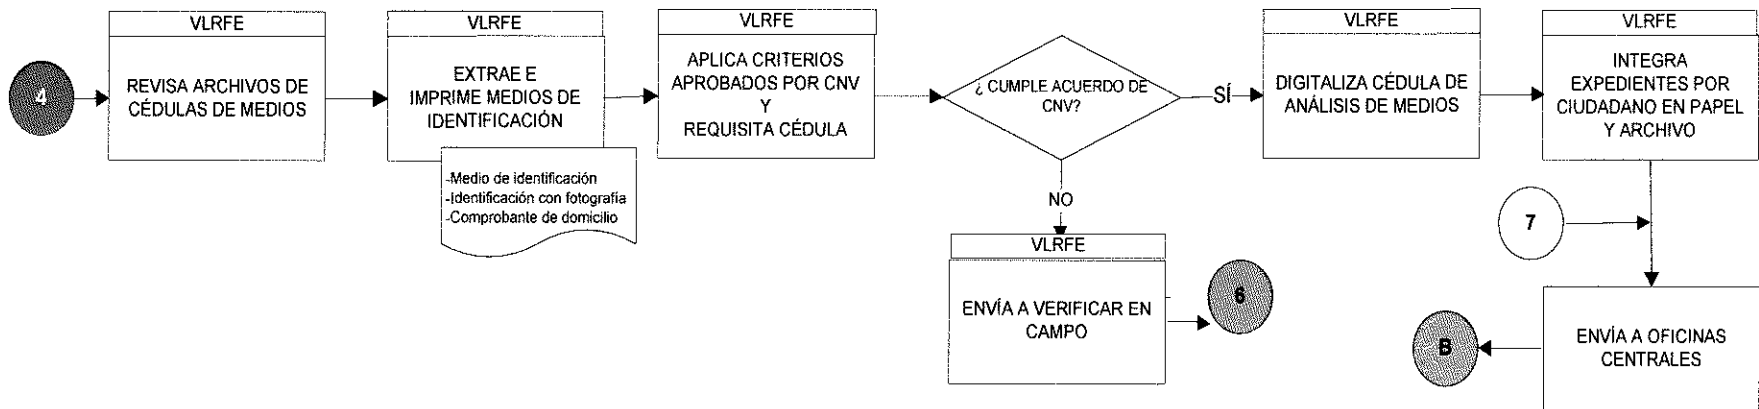 4
VLRFE
REVISA ARCHIVOS DE
CÉDULAS DE MEDIOS
VLRFE
EXTRAE E
IMPRIME MEDIOS DE
IDENTIFICACIÓN
-Medio de identificación
-Identificación con fotografía
-Comprobante de domicilio
VLRFE
APLICA CRITERIOS
APROBADOS POR CNV
Y
REQUISITA CÉDULA
¿ CUMPLE ACUERDO DE
CNV?
SÍ
VLRFE
DIGITALIZA CÉDULA DE
ANÁLISIS DE MEDIOS
VLRFE
INTEGRA
EXPEDIENTES POR
CIUDADANO EN PAPEL
Y ARCHIVO
NO
VLRFE
ENVÍA A VERIFICAR EN
CAMPO
6
7
ENVÍA A OFICINAS
CENTRALES
B